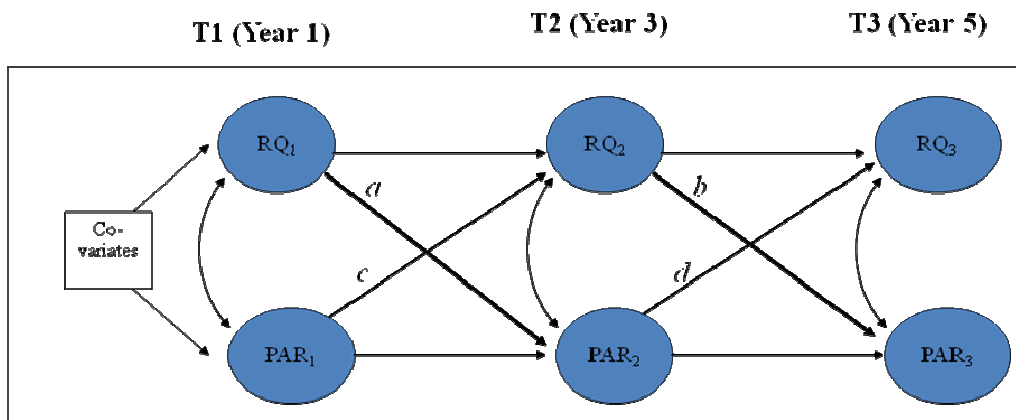 T1 (Year 1) T2 (Year 3) T3 (Year 5)
RQ₁ RQ₂ RQ₃
a b
Co-
variates
c d
PAR₁ PAR₂ PAR₃